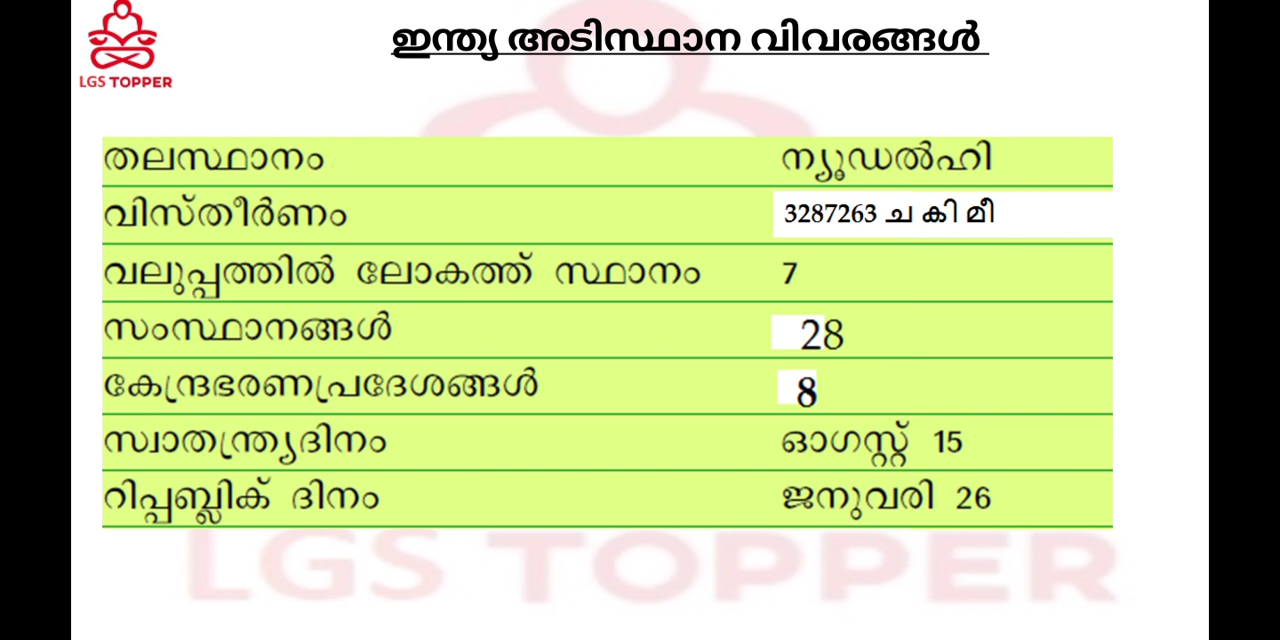 ഇന്ത്യ അടിസ്ഥാന വിവരങ്ങൾ
LGS TOPPER
തലസ്ഥാനം ന്യൂഡൽഹി
വിസ്തീർണം 3287263 ച കി മീ
വലുപ്പത്തിൽ ലോകത്ത് സ്ഥാനം 7
സംസ്ഥാനങ്ങൾ 28
കേന്ദ്രഭരണപ്രദേശങ്ങൾ 8
സ്വാതന്ത്ര്യദിനം ഓഗസ്റ്റ് 15
റിപ്പബ്ലിക് ദിനം ജനുവരി 26
LGS TOPPER